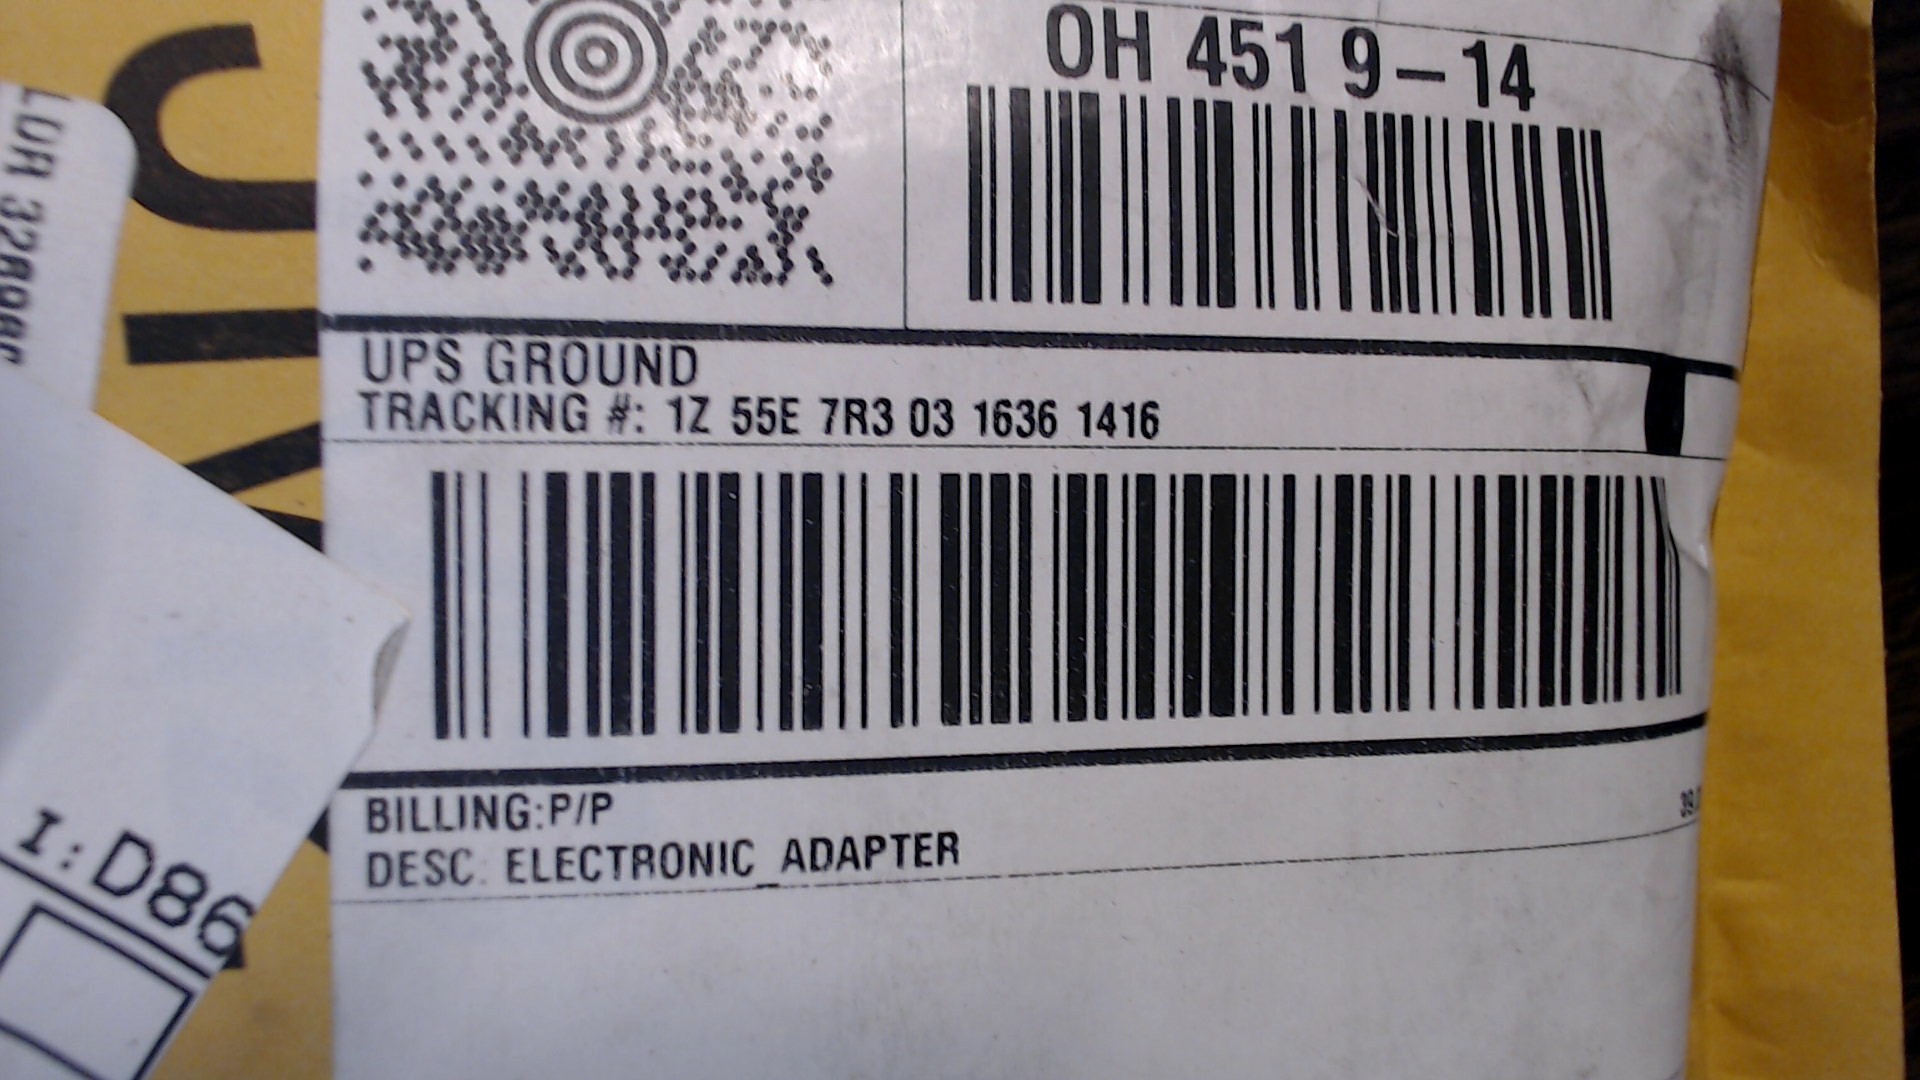 OH 451 9-14
UPS GROUND
TRACKING #: 1Z 55E 7R3 03 1636 1416
BILLING:P/P
DESC: ELECTRONIC_ADAPTER
I:D86